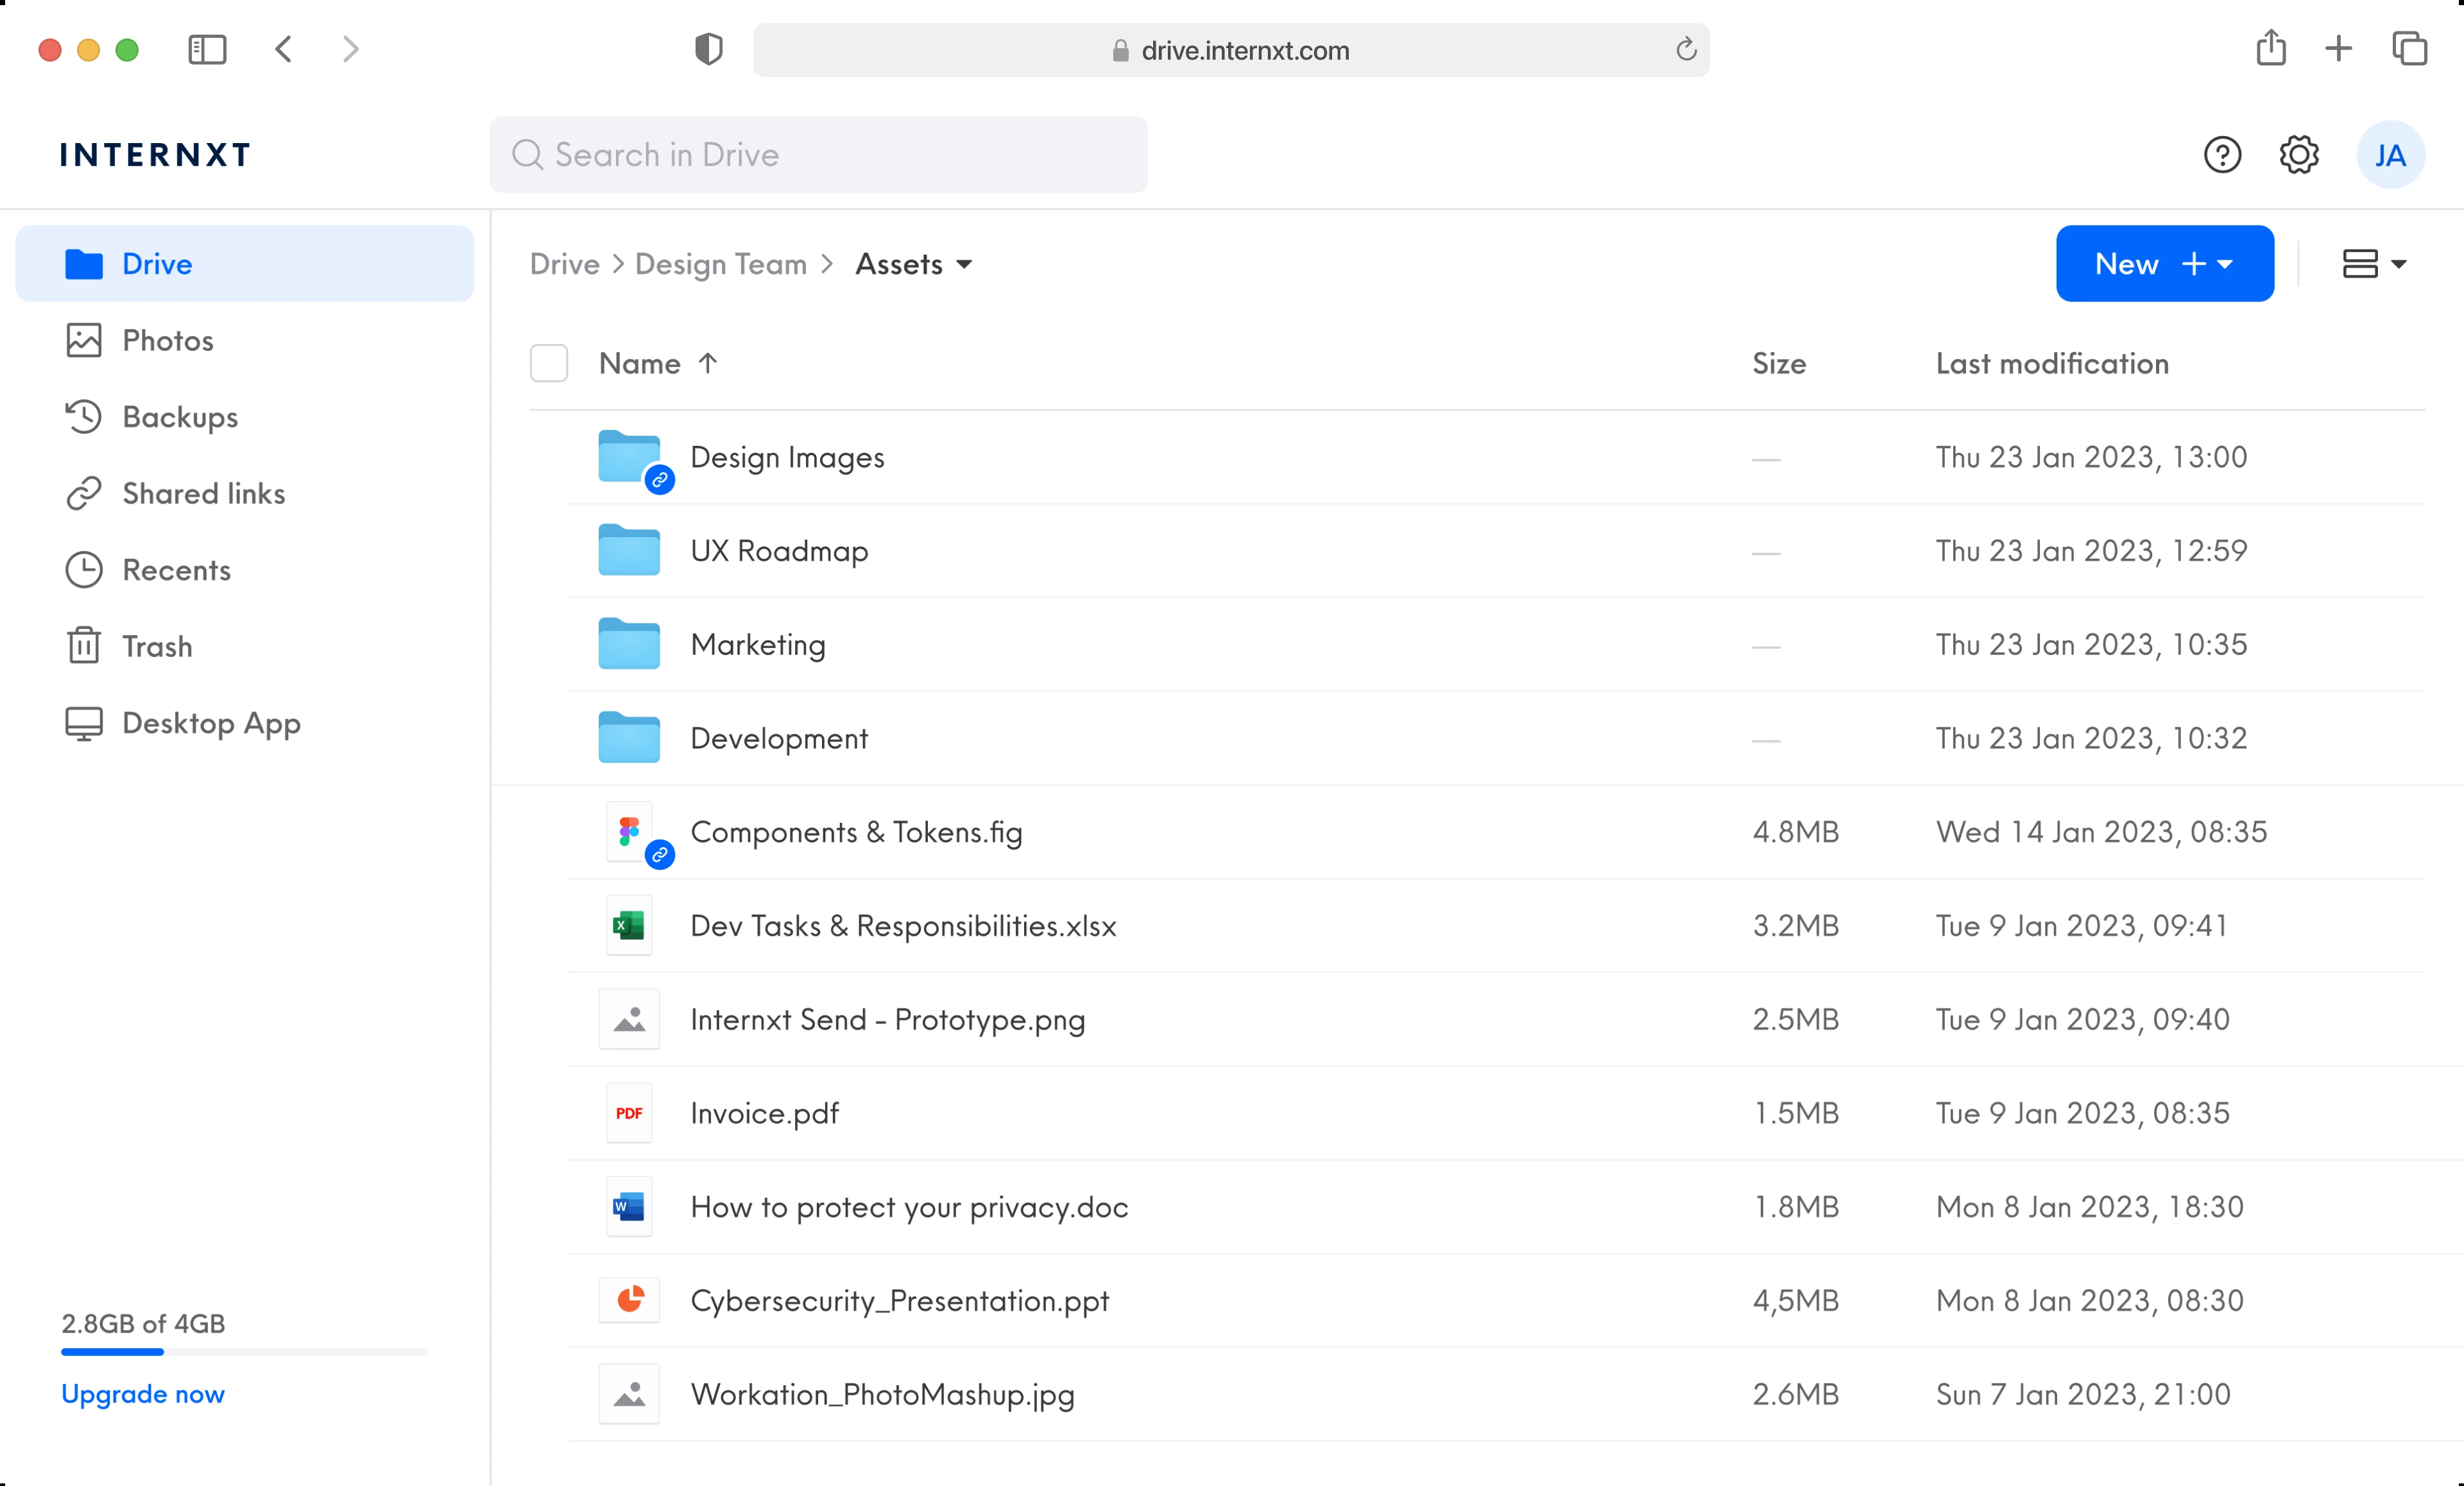 drive.internxt.com
INTERNXT
Search in Drive
JA
Drive
Photos
Backups
Shared links
Recents
Trash
Desktop App
2.8GB of 4GB
Upgrade now
Drive > Design Team > Assets
New +
Name ↑ Size Last modification
Design Images — Thu 23 Jan 2023, 13:00
UX Roadmap — Thu 23 Jan 2023, 12:59
Marketing — Thu 23 Jan 2023, 10:35
Development — Thu 23 Jan 2023, 10:32
Components & Tokens.fig 4.8MB Wed 14 Jan 2023, 08:35
X Dev Tasks & Responsibilities.xlsx 3.2MB Tue 9 Jan 2023, 09:41
Internxt Send - Prototype.png 2.5MB Tue 9 Jan 2023, 09:40
PDF Invoice.pdf 1.5MB Tue 9 Jan 2023, 08:35
W How to protect your privacy.doc 1.8MB Mon 8 Jan 2023, 18:30
Cybersecurity_Presentation.ppt 4,5MB Mon 8 Jan 2023, 08:30
Workation_PhotoMashup.jpg 2.6MB Sun 7 Jan 2023, 21:00